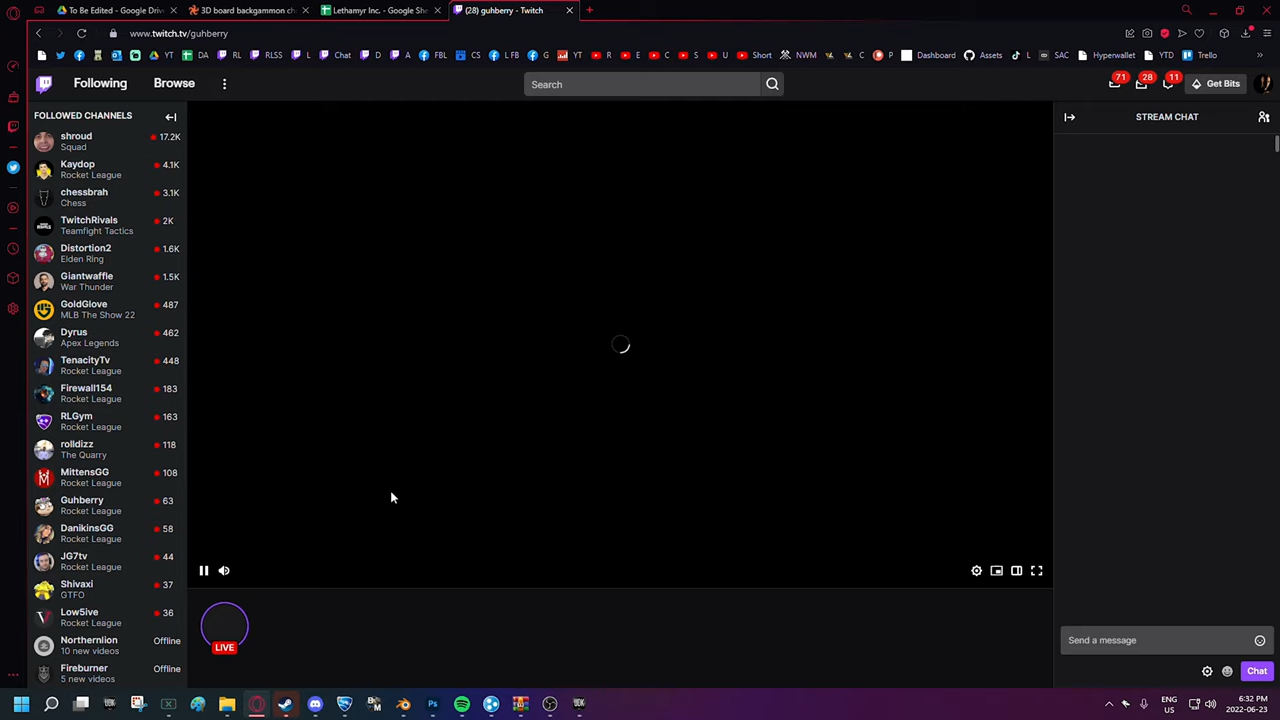 To Be Edited - Google Driv
3D board backgammon ch
Lethamyr Inc. - Google She
(28) guhberry - Twitch
www.twitch.tv/guhberry
YT
DA
RL
RLSS
L
Chat
D
A
FBL
CS
L FB
G
YT
R
E
C
S
U
Short
NWM
C
C
P
Dashboard
Assets
L
SAC
Hyperwallet
YTD
Trello
Following
Browse
Search
71
28
11
Get Bits
FOLLOWED CHANNELS
shroud
17.2K
Squad
Kaydop
4.1K
Rocket League
chessbrah
3.1K
Chess
TwitchRivals
2K
Teamfight Tactics
Distortion2
1.6K
Elden Ring
Giantwaffle
1.5K
War Thunder
GoldGlove
487
MLB The Show 22
Dyrus
462
Apex Legends
TenacityTv
448
Rocket League
Firewall154
183
Rocket League
RLGym
163
Rocket League
rolldizz
118
The Quarry
MittensGG
108
Rocket League
Guhberry
63
Rocket League
DanikinsGG
58
Rocket League
JG7tv
44
Rocket League
Shivaxi
37
GTFO
Low5ive
36
Rocket League
Northernlion
Offline
10 new videos
Fireburner
Offline
5 new videos
LIVE
STREAM CHAT
Send a message
Chat
ENG
US
6:32 PM
2022-06-23